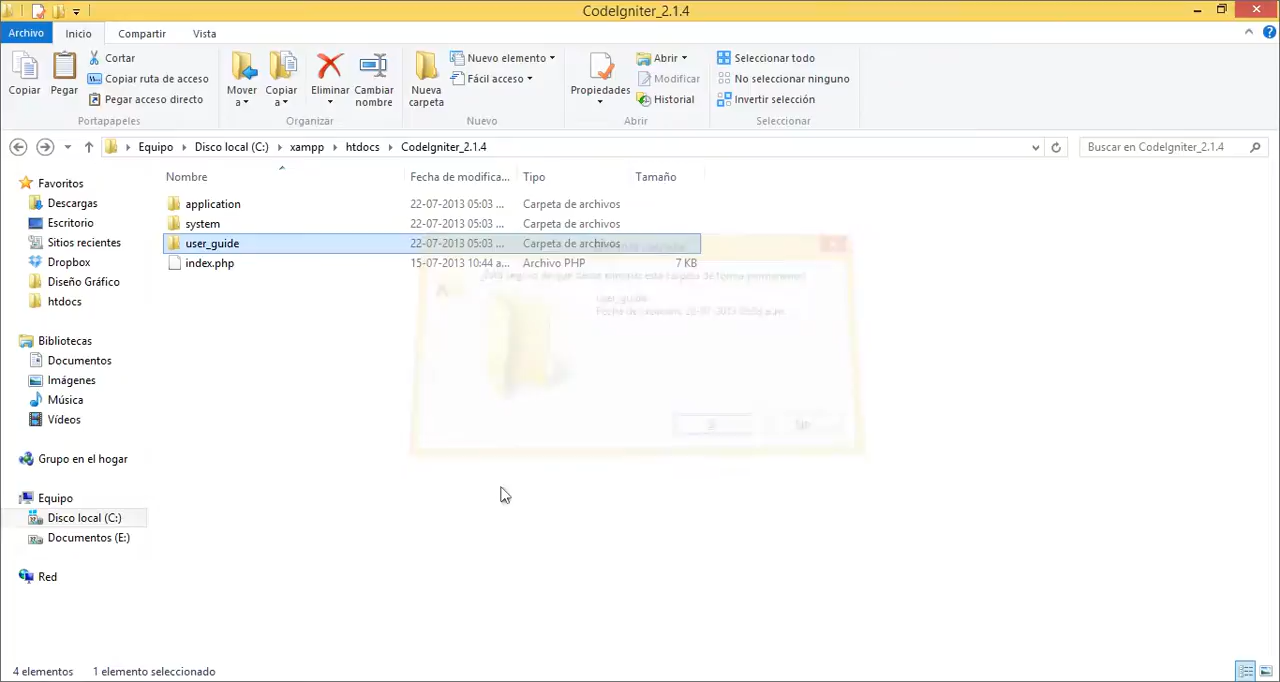 CodeIgniter_2.1.4
Archivo Inicio Compartir Vista
Copiar
Pegar
Cortar
Copiar ruta de acceso
Pegar acceso directo
Portapapeles
Mover a
Copiar a
Eliminar
Cambiar nombre
Organizar
Nueva carpeta
Nuevo elemento
Fácil acceso
Nuevo
Propiedades
Abrir
Modificar
Historial
Abrir
Seleccionar todo
No seleccionar ninguno
Invertir selección
Seleccionar
Equipo Disco local (C:) xampp htdocs CodeIgniter_2.1.4
Buscar en CodeIgniter_2.1.4
Nombre Fecha de modifica... Tipo Tamaño
application 22-07-2013 05:03 ... Carpeta de archivos
system 22-07-2013 05:03 ... Carpeta de archivos
user_guide 22-07-2013 05:03 ... Carpeta de archivos
index.php 15-07-2013 10:44 a... Archivo PHP 7 KB
Favoritos
Descargas
Escritorio
Sitios recientes
Dropbox
Diseño Gráfico
htdocs
Bibliotecas
Documentos
Imágenes
Música
Vídeos
Grupo en el hogar
Equipo
Disco local (C:)
Documentos (E:)
Red
user_guide
4 elementos 1 elemento seleccionado